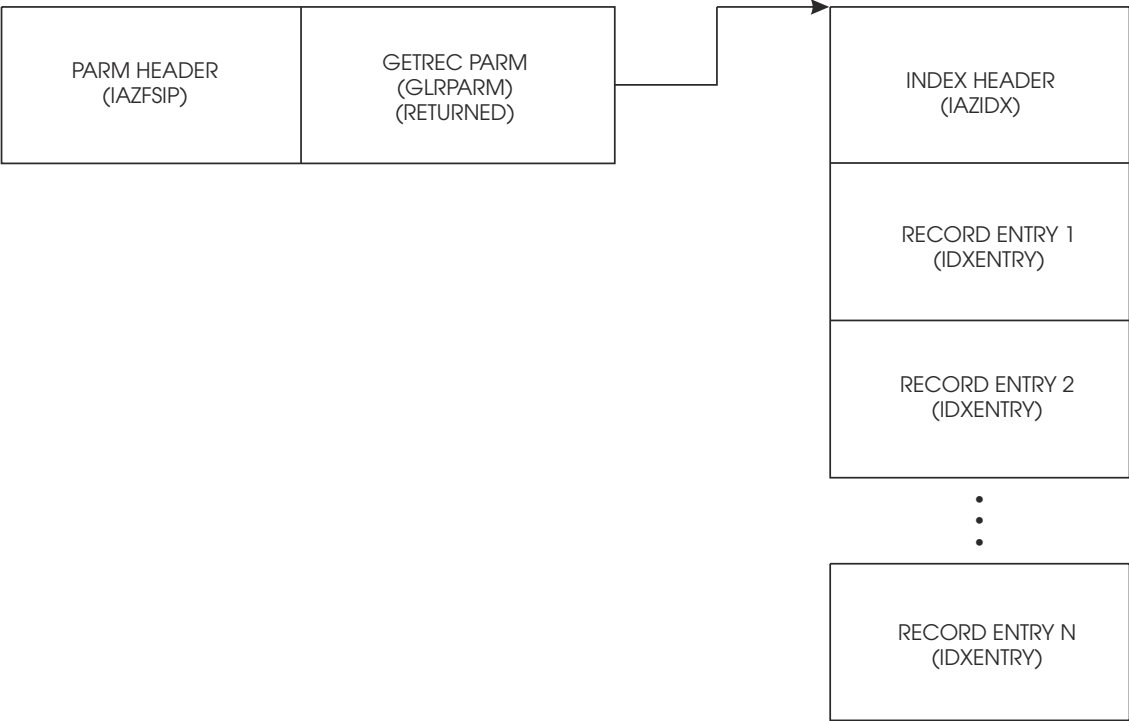 PARM HEADER
(IAZFSIP)
GETREC PARM
(GLRPARM)
(RETURNED)
INDEX HEADER
(IAZIDX)
RECORD ENTRY 1
(IDXENTRY)
RECORD ENTRY 2
(IDXENTRY)
RECORD ENTRY N
(IDXENTRY)